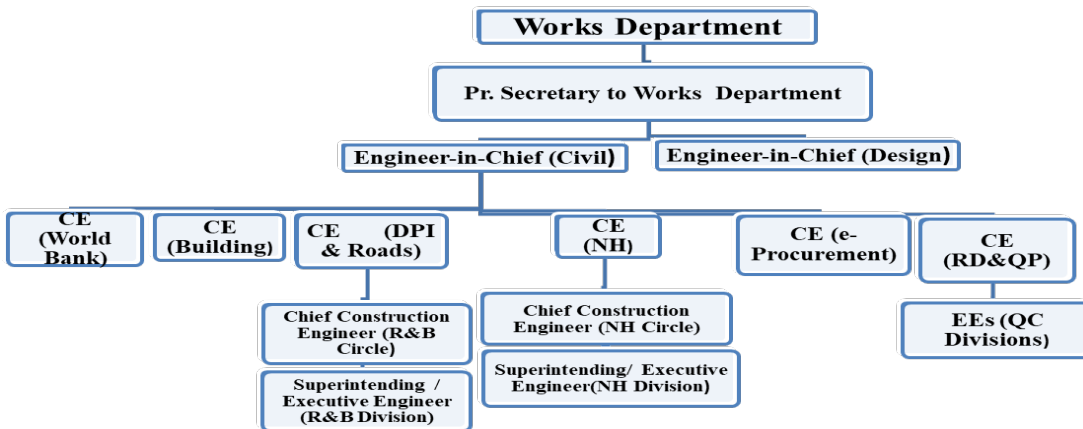 Works Department
Pr. Secretary to Works Department
Engineer-in-Chief (Civil)
Engineer-in-Chief (Design)
CE
(World
Bank)
CE
(Building)
CE (DPI
& Roads)
CE
(NH)
CE (e-
Procurement)
CE
(RD&QP)
Chief Construction
Engineer (R&B
Circle)
Chief Construction
Engineer (NH Circle)
EEs (QC
Divisions)
Superintending /
Executive Engineer
(R&B Division)
Superintending/ Executive
Engineer(NH Division)